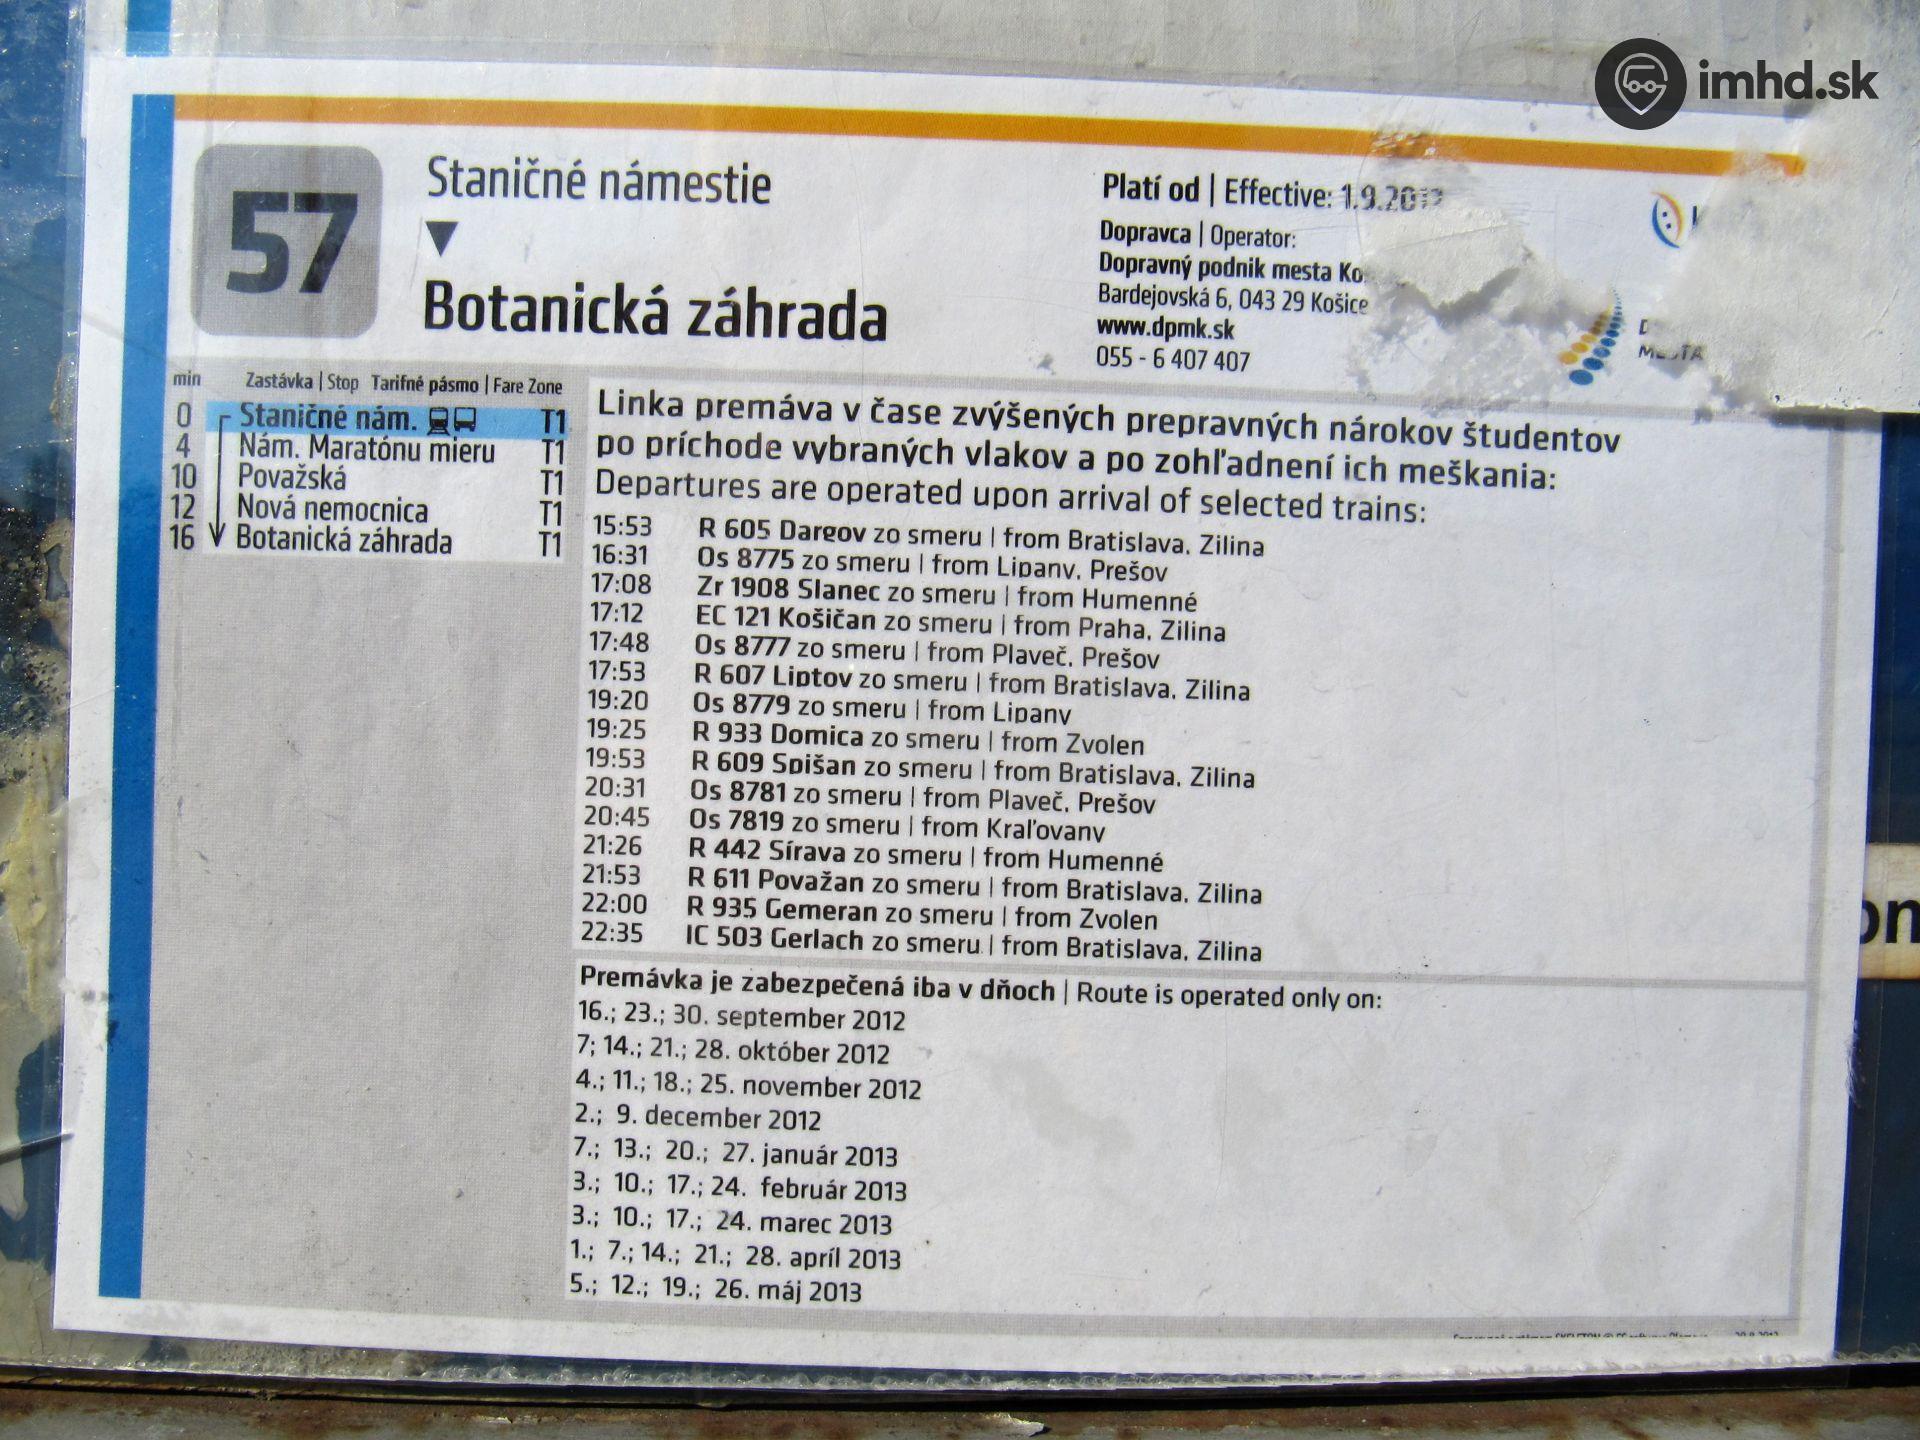 imhd.sk
57
Staničné námestie
▼
Botanická záhrada
Platí od | Effective: 1.9.2012
Dopravca | Operator:
Dopravný podnik mesta
Bardejovská 6, 043 29 Košice
www.dpmk.sk
055 - 6 407 407
min Zastávka | Stop Tarifné pásmo | Fare Zone
0 Staničné nám. T1
4 Nám. Maratónu mieru T1
10 Považská T1
12 Nová nemocnica T1
16 Botanická záhrada T1
Linka premáva v čase zvýšených prepravných nárokov študentov
po príchode vybraných vlakov a po zohľadnení ich meškania:
Departures are operated upon arrival of selected trains:
15:53 R 605 Dargov zo smeru | from Bratislava, Zilina
16:31 Os 8775 zo smeru | from Lipany, Prešov
17:08 Zr 1908 Slanec zo smeru | from Humenné
17:12 EC 121 Košičan zo smeru | from Praha, Zilina
17:48 Os 8777 zo smeru | from Plaveč, Prešov
17:53 R 607 Liptov zo smeru | from Bratislava, Zilina
19:20 Os 8779 zo smeru | from Lipany
19:25 R 933 Domica zo smeru | from Zvolen
19:53 R 609 Spišan zo smeru | from Bratislava, Zilina
20:31 Os 8781 zo smeru | from Plaveč, Prešov
20:45 Os 7819 zo smeru | from Kraľovany
21:26 R 442 Sírava zo smeru | from Humenné
21:53 R 611 Považan zo smeru | from Bratislava, Zilina
22:00 R 935 Gemeran zo smeru | from Zvolen
22:35 IC 503 Gerlach zo smeru | from Bratislava, Zilina
Premávka je zabezpečená iba v dňoch | Route is operated only on:
16.; 23.; 30. september 2012
7; 14.; 21.; 28. október 2012
4.; 11.; 18.; 25. november 2012
2.; 9. december 2012
7.; 13.; 20.; 27. január 2013
3.; 10.; 17.; 24. február 2013
3.; 10.; 17.; 24. marec 2013
1.; 7.; 14.; 21.; 28. apríl 2013
5.; 12.; 19.; 26. máj 2013